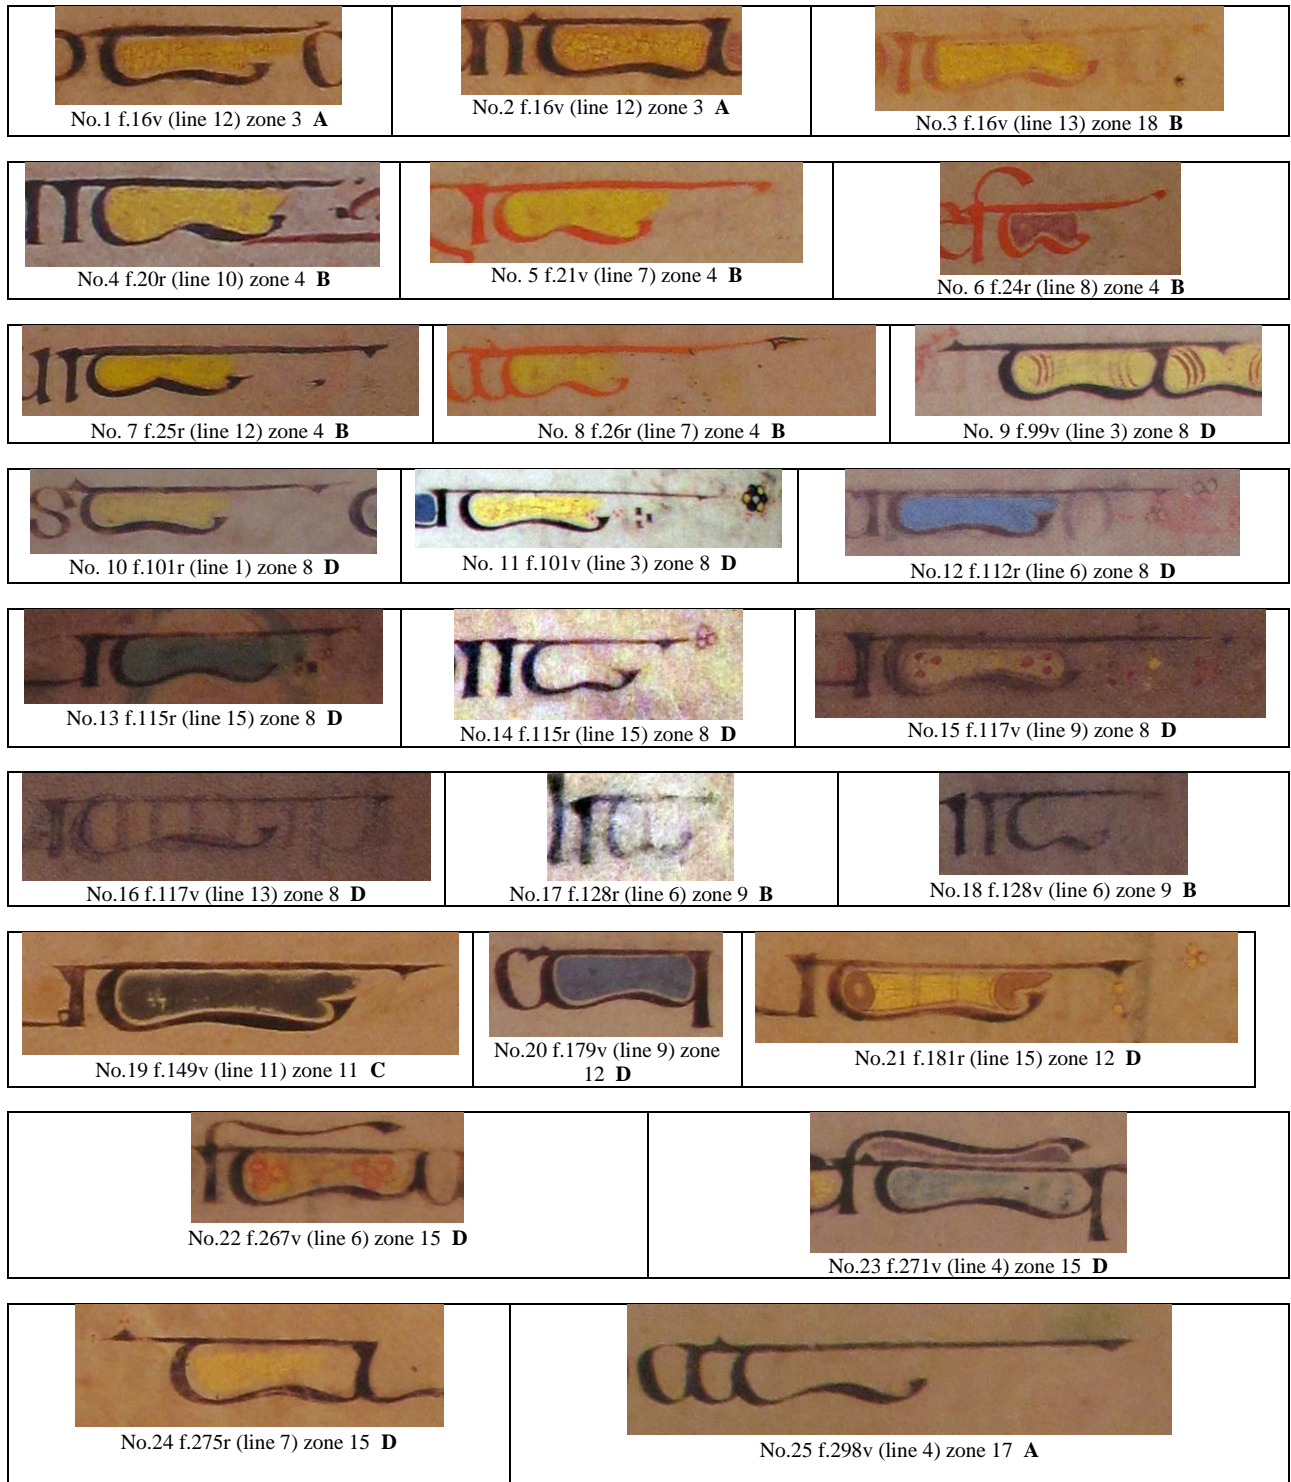 No.1 f.16v (line 12) zone 3 A
No.2 f.16v (line 12) zone 3 A
No.3 f.16v (line 13) zone 18 B
No.4 f.20r (line 10) zone 4 B
No. 5 f.21v (line 7) zone 4 B
No. 6 f.24r (line 8) zone 4 B
No. 7 f.25r (line 12) zone 4 B
No. 8 f.26r (line 7) zone 4 B
No. 9 f.99v (line 3) zone 8 D
No. 10 f.101r (line 1) zone 8 D
No. 11 f.101v (line 3) zone 8 D
No.12 f.112r (line 6) zone 8 D
No.13 f.115r (line 15) zone 8 D
No.14 f.115r (line 15) zone 8 D
No.15 f.117v (line 9) zone 8 D
No.16 f.117v (line 13) zone 8 D
No.17 f.128r (line 6) zone 9 B
No.18 f.128v (line 6) zone 9 B
No.19 f.149v (line 11) zone 11 C
No.20 f.179v (line 9) zone
12 D
No.21 f.181r (line 15) zone 12 D
No.22 f.267v (line 6) zone 15 D
No.23 f.271v (line 4) zone 15 D
No.24 f.275r (line 7) zone 15 D
No.25 f.298v (line 4) zone 17 A